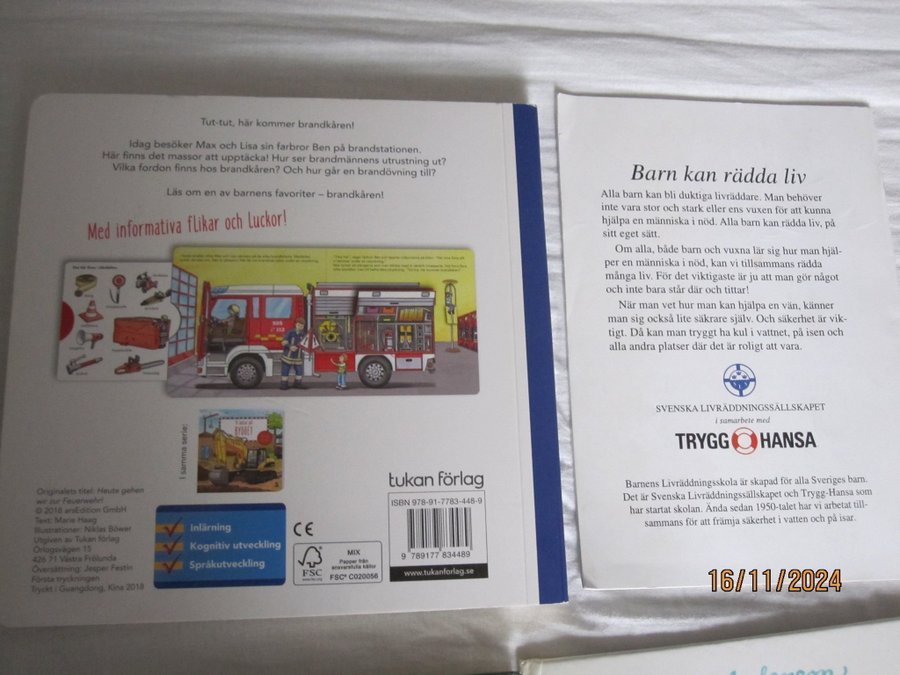 Tut-tut, här kommer brandkåren!
Idag besöker Max och Lisa sin farbror Ben på brandstationen.
Här finns det massor att upptäcka! Hur ser brandmännens utrustning ut?
Vilka fordon finns hos brandkåren? Och hur går en brandövning till?
Läs om en av barnens favoriter – brandkåren!
Med informativa flikar och Luckor!
112
I samma serie:
BYGGET
Originalets titel: Heute gehen
wir zur Feuerwehr!
© 2018 arsEdition GmbH
Text: Marie Haag
Illustrationer: Niklas Böwer
Utgiven av Tukan förlag
Orlogsvägen 15
426 71 Västra Frölunda
Översättning: Jesper Festin
Första tryckningen
Tryckt i Guangdong, Kina 2018
Inlärning
Kognitiv utveckling
Språkutveckling
CE
FSC
www.fsc.org
MIX
Papper från
ansvarsfulla källor
FSC® C020056
tukan förlag
ISBN 978-91-7783-448-9
9 789177 834489
www.tukanforlag.se
Barn kan rädda liv
Alla barn kan bli duktiga livräddare. Man behöver
inte vara stor och stark eller ens vuxen för att kunna
hjälpa en människa i nöd. Alla barn kan rädda liv, på
sitt eget sätt.
Om alla, både barn och vuxna lär sig hur man hjäl-
per en människa i nöd, kan vi tillsammans rädda
många liv. För det viktigaste är ju att man gör något
och inte bara står där och tittar!
När man vet hur man kan hjälpa en vän, känner
man sig också lite säkrare själv. Och säkerhet är vik-
tigt. Då kan man tryggt ha kul i vattnet, på isen och
alla andra platser där det är roligt att vara.
SVENSKA LIVRÄDDNINGSSÄLLSKAPET
i samarbete med
TRYGG HANSA
Barnens Livräddningsskola är skapad för alla Sveriges barn.
Det är Svenska Livräddningssällskapet och Trygg-Hansa som
har startat skolan. Ända sedan 1950-talet har vi arbetat till-
sammans för att främja säkerhet i vatten och på isar.
16/11/2024